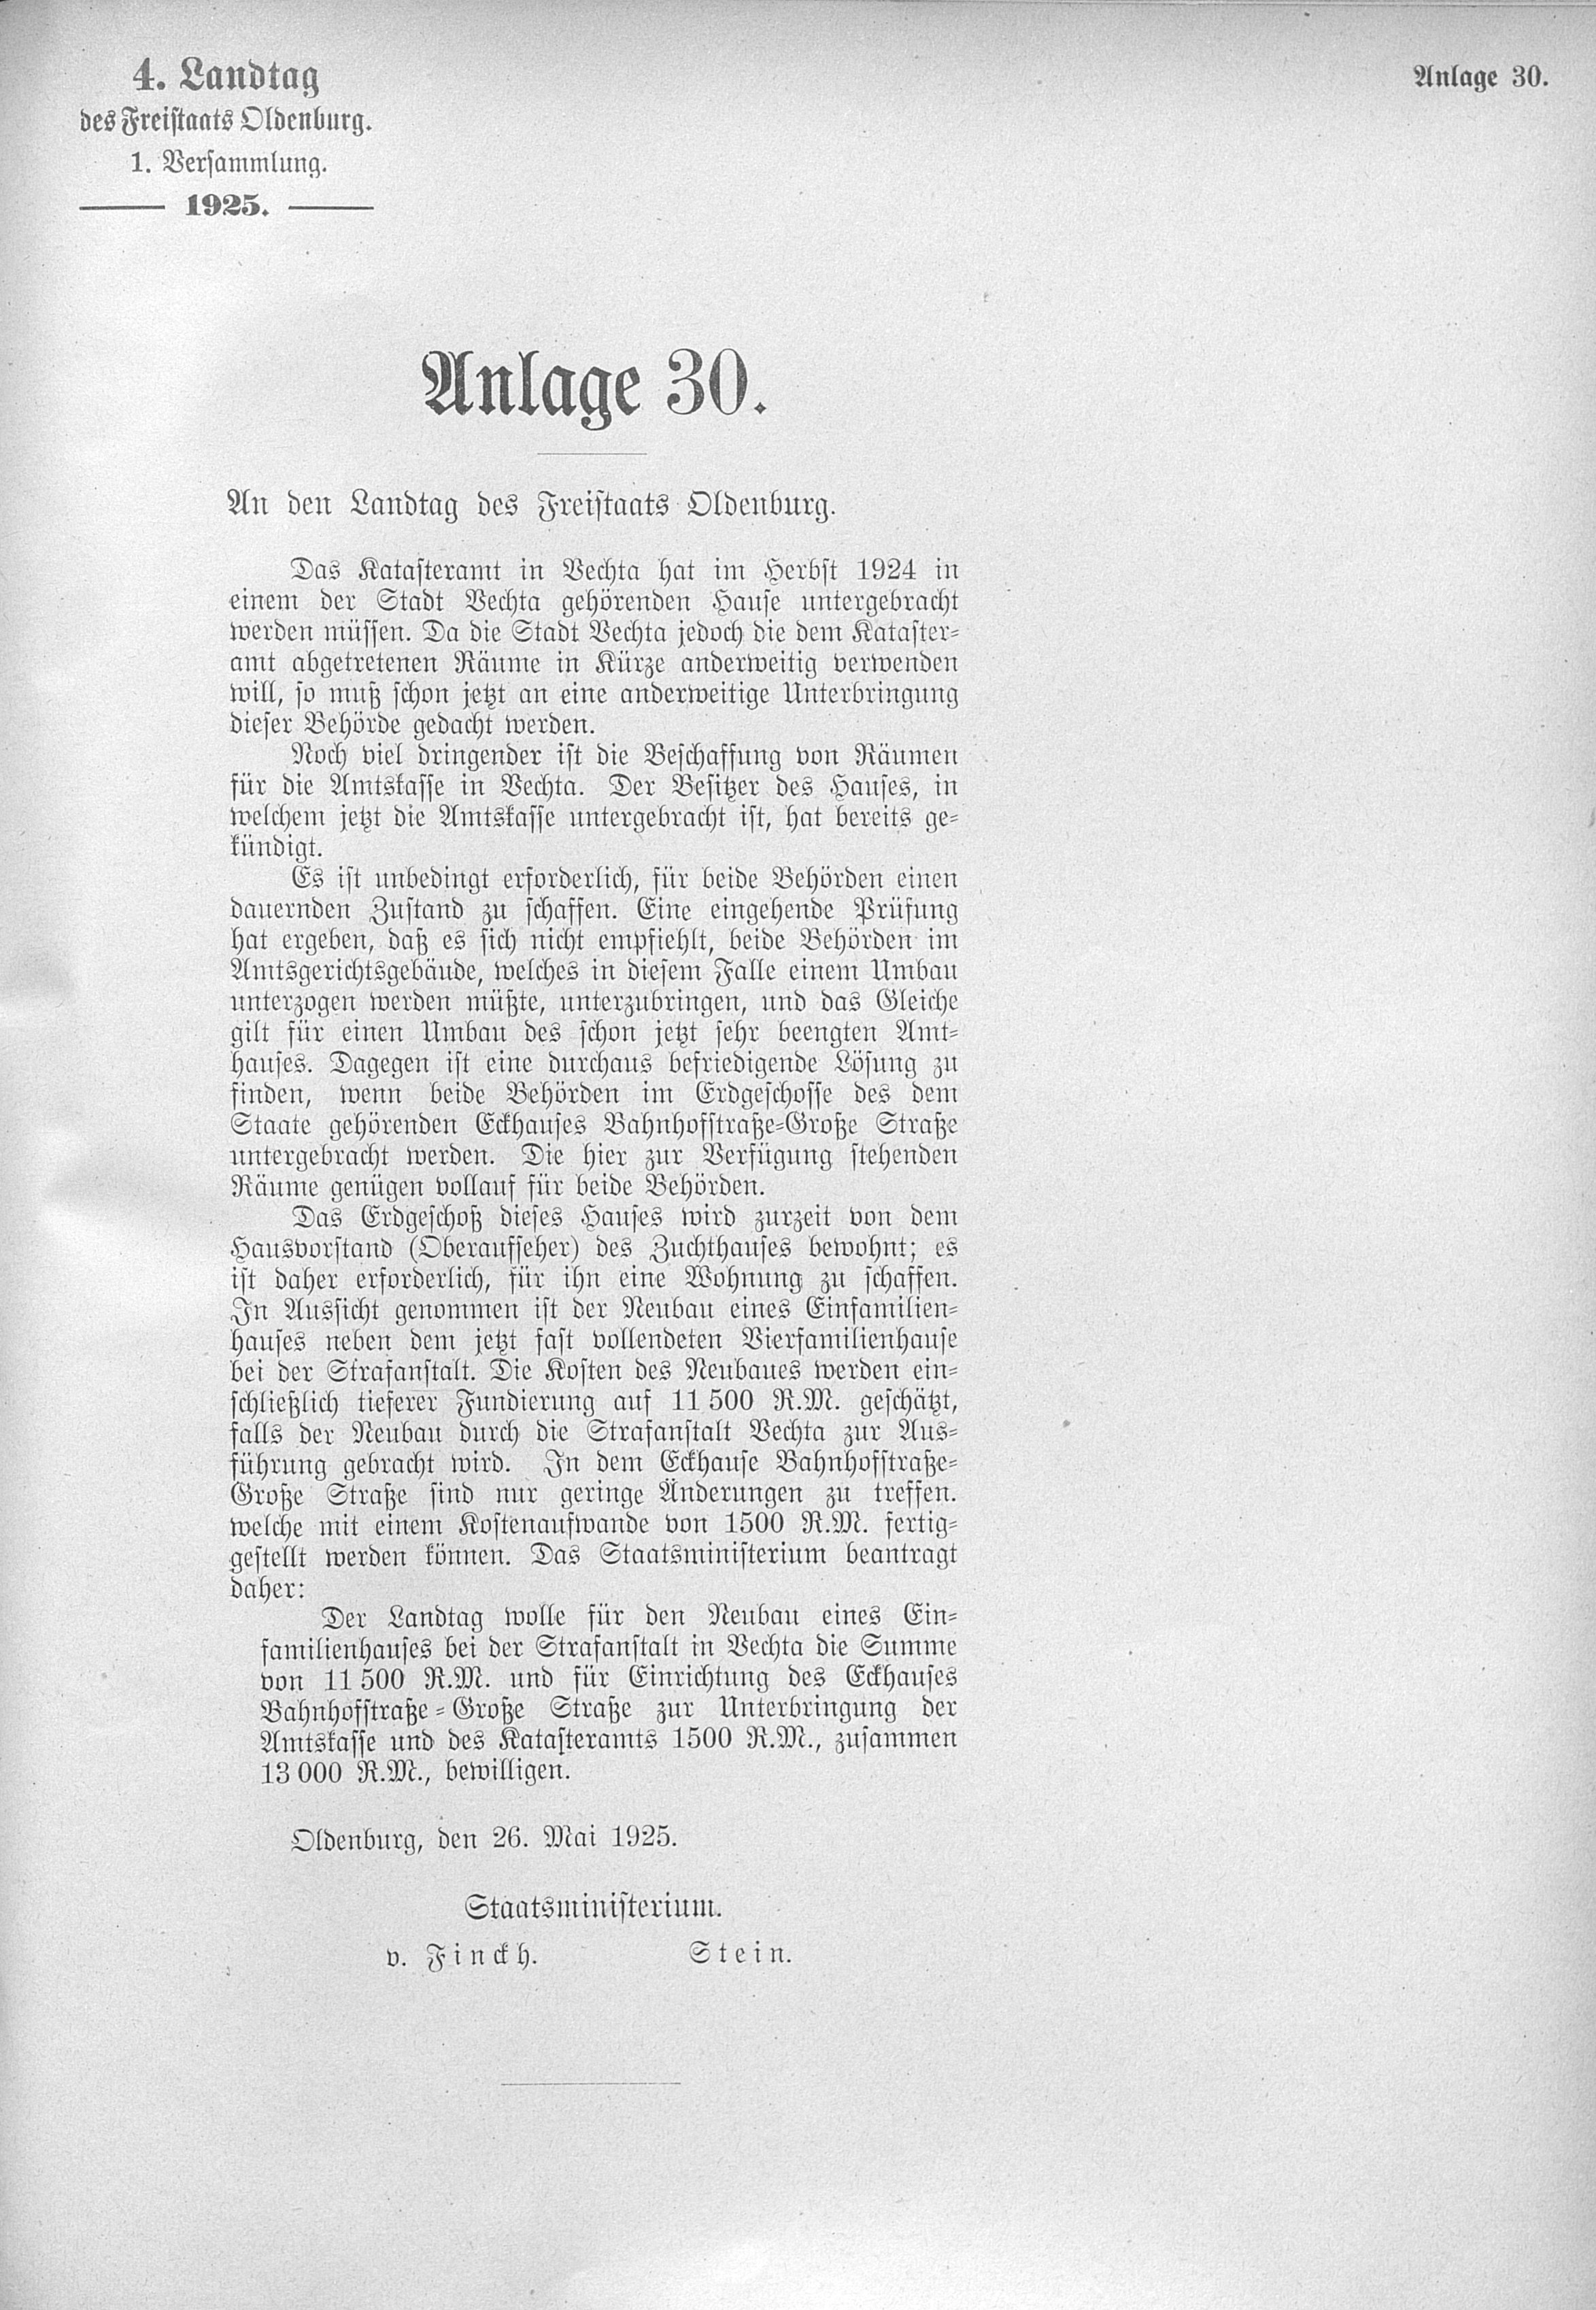 4. Landtag
des Freistaats Oldenburg.
1. Versammlung.
1925.
Anlage 30.
Anlage 30.
An den Landtag des Freistaats Oldenburg.
Das Katasteramt in Vechta hat im Herbst 1924 in
einem der Stadt Vechta gehörenden Hause untergebracht
werden müssen. Da die Stadt Vechta jedoch die dem Kataster-
amt abgetretenen Räume in Kürze anderweitig verwenden
will, so muß schon jetzt an eine anderweitige Unterbringung
dieser Behörde gedacht werden.
Noch viel dringender ist die Beschaffung von Räumen
für die Amtskasse in Vechta. Der Besitzer des Hauses, in
welchem jetzt die Amtskasse untergebracht ist, hat bereits ge-
kündigt.
Es ist unbedingt erforderlich, für beide Behörden einen
dauernden Zustand zu schaffen. Eine eingehende Prüfung
hat ergeben, daß es sich nicht empfiehlt, beide Behörden im
Amtsgerichtsgebäude, welches in diesem Falle einem Umbau
unterzogen werden müßte, unterzubringen, und das Gleiche
gilt für einen Umbau des schon jetzt sehr beengten Amt-
hauses. Dagegen ist eine durchaus befriedigende Lösung zu
finden, wenn beide Behörden im Erdgeschosse des dem
Staate gehörenden Eckhauses Bahnhofstraße-Große Straße
untergebracht werden. Die hier zur Verfügung stehenden
Räume genügen vollauf für beide Behörden.
Das Erdgeschoß dieses Hauses wird zurzeit von dem
Hausvorstand (Oberaufseher) des Zuchthauses bewohnt; es
ist daher erforderlich, für ihn eine Wohnung zu schaffen.
In Aussicht genommen ist der Neubau eines Einfamilien-
hauses neben dem jetzt fast vollendeten Vierfamilienhause
bei der Strafanstalt. Die Kosten des Neubaues werden ein-
schließlich tieferer Fundierung auf 11 500 R.M. geschätzt,
falls der Neubau durch die Strafanstalt Vechta zur Aus-
führung gebracht wird. In dem Eckhause Bahnhofstraße-
Große Straße sind nur geringe Änderungen zu treffen.
welche mit einem Kostenaufwande von 1500 R.M. fertig-
gestellt werden können. Das Staatsministerium beantragt
daher:
Der Landtag wolle für den Neubau eines Ein-
familienhauses bei der Strafanstalt in Vechta die Summe
von 11 500 R.M. und für Einrichtung des Eckhauses
Bahnhofstraße-Große Straße zur Unterbringung der
Amtskasse und des Katasteramts 1500 R.M., zusammen
13 000 R.M., bewilligen.
Oldenburg, den 26. Mai 1925.
Staatsministerium.
v. Finckh. Stein.